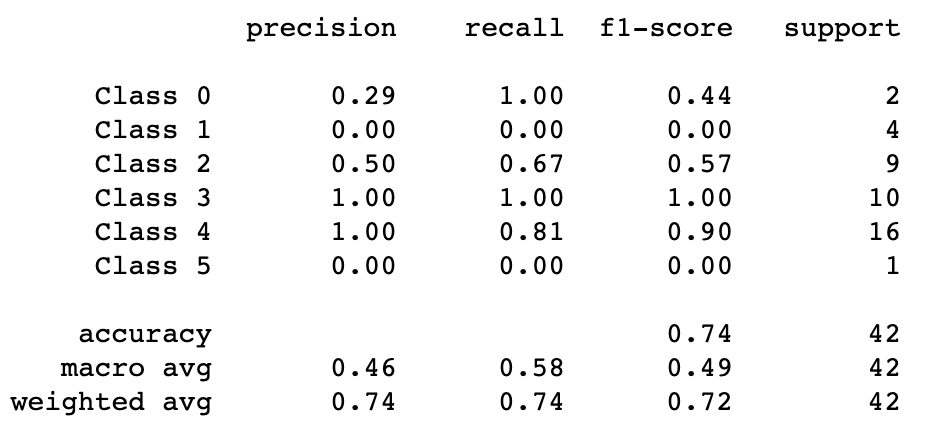 precision recall f1-score support
Class 0 0.29 1.00 0.44 2
Class 1 0.00 0.00 0.00 4
Class 2 0.50 0.67 0.57 9
Class 3 1.00 1.00 1.00 10
Class 4 1.00 0.81 0.90 16
Class 5 0.00 0.00 0.00 1
accuracy 0.74 42
macro avg 0.46 0.58 0.49 42
weighted avg 0.74 0.74 0.72 42